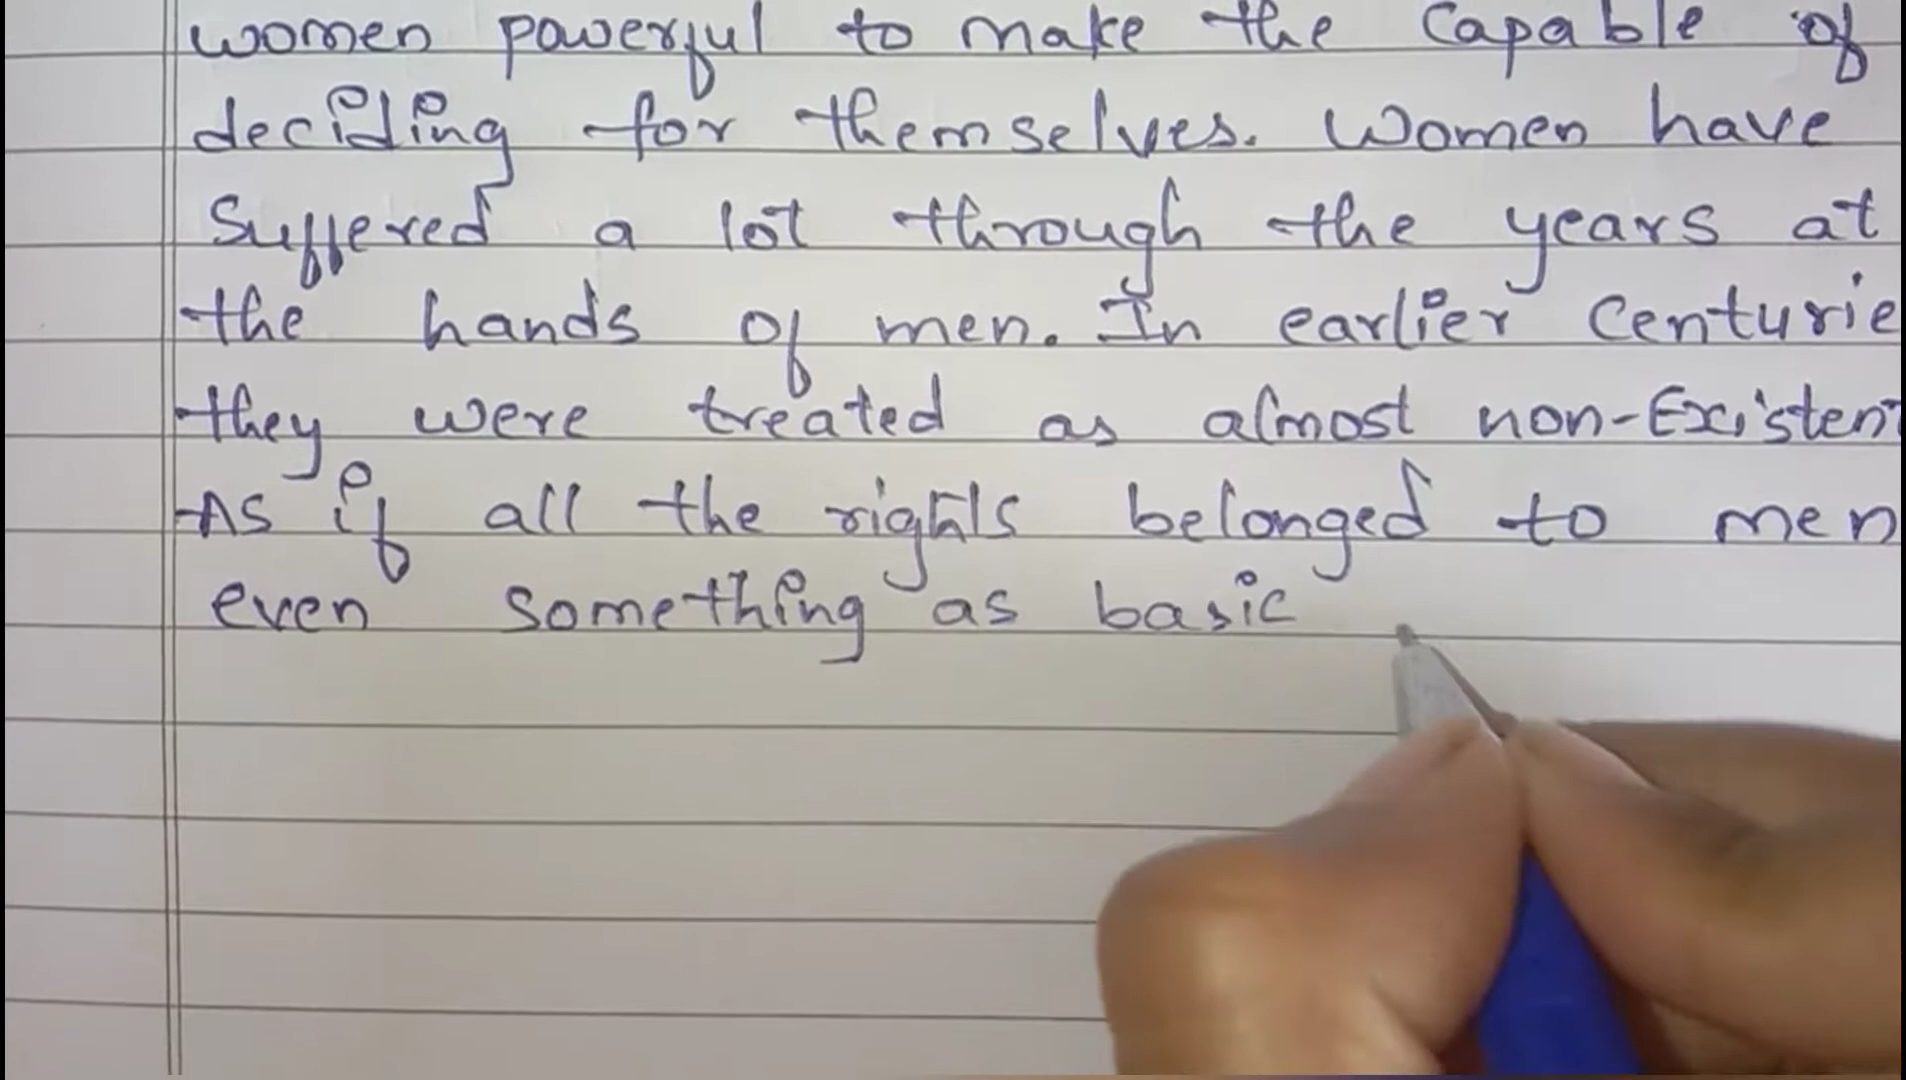 women powerful to make the capable of
deciding for themselves. Women have
suffered a lot through the years at
the hands of men. In earlier centurie
they were treated as almost non-Existent
As if all the rights belonged to men
even something as basic